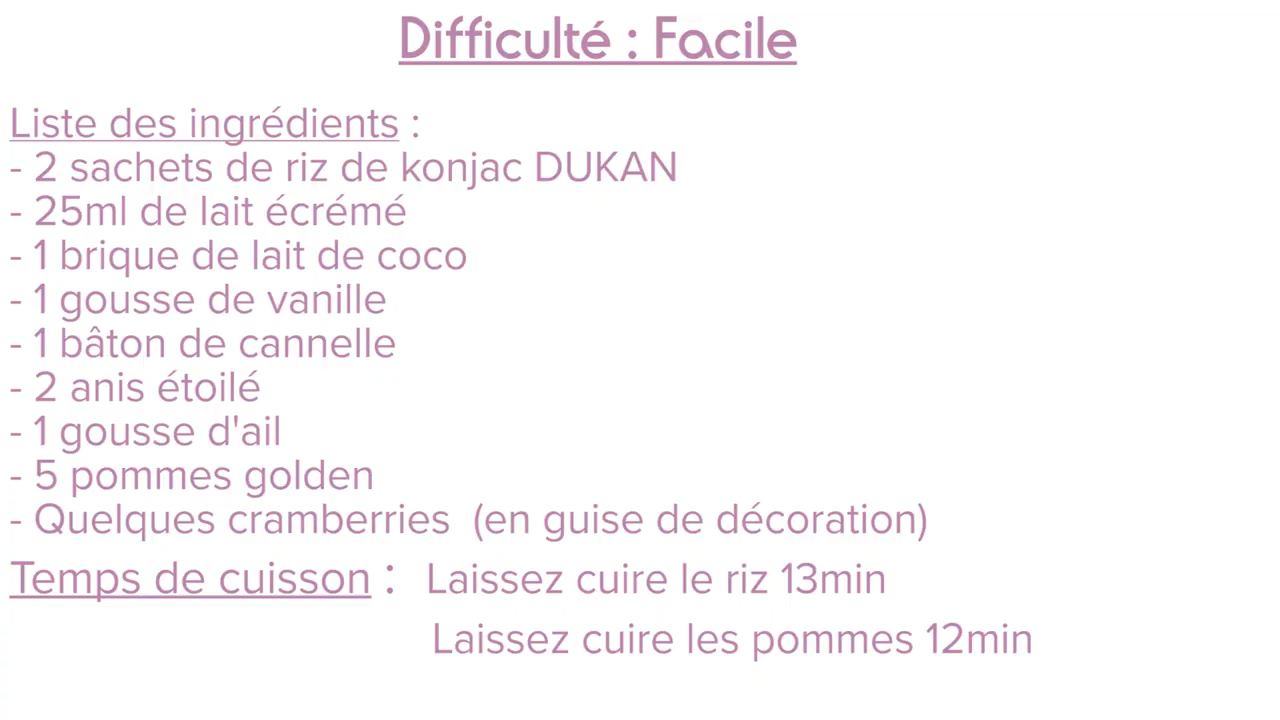 Difficulté : Facile
Liste des ingrédients :
- 2 sachets de riz de konjac DUKAN
- 25ml de lait écrémé
- 1 brique de lait de coco
- 1 gousse de vanille
- 1 bâton de cannelle
- 2 anis étoilé
- 1 gousse d'ail
- 5 pommes golden
- Quelques cramberries (en guise de décoration)
Temps de cuisson : Laissez cuire le riz 13min
Laissez cuire les pommes 12min